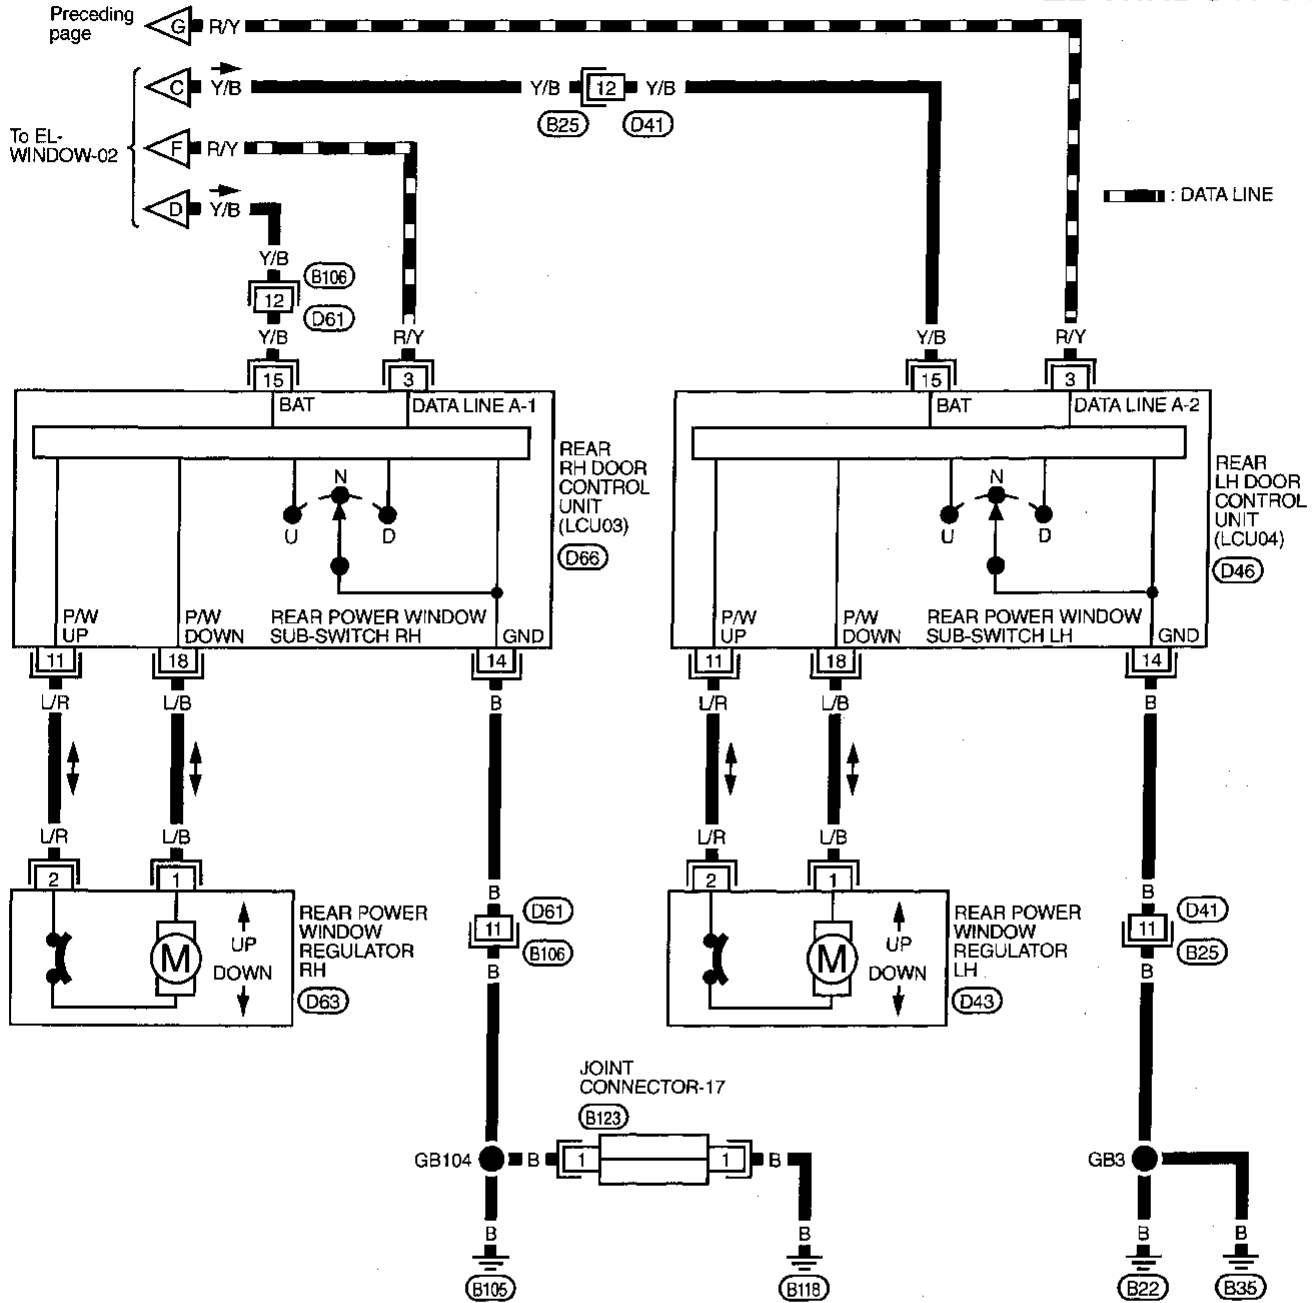 Preceding
page
G R/Y
C Y/B Y/B 12 Y/B
B25 D41
To EL-
WINDOW-02
F R/Y
D Y/B
: DATA LINE
Y/B
B106
12
D61
Y/B R/Y Y/B R/Y
15 3 15 3
BAT DATA LINE A-1 BAT DATA LINE A-2
REAR
RH DOOR
CONTROL
UNIT
(LCU03)
D66
REAR
LH DOOR
CONTROL
UNIT
(LCU04)
D46
N N
U D U D
P/W
UP
P/W
DOWN
REAR POWER WINDOW
SUB-SWITCH RH
GND
P/W
UP
P/W
DOWN
REAR POWER WINDOW
SUB-SWITCH LH
GND
11 18 14 11 18 14
L/R L/B B L/R L/B B
L/R L/B L/R L/B
2 1 2 1
B B
D61 D41
11 11
B106 B25
B B
M UP
DOWN
REAR POWER
WINDOW
REGULATOR
RH
D63
M UP
DOWN
REAR POWER
WINDOW
REGULATOR
LH
D43
JOINT
CONNECTOR-17
B123
GB104 B 1 1 B GB3
B B B B
B105 B118 B22 B35